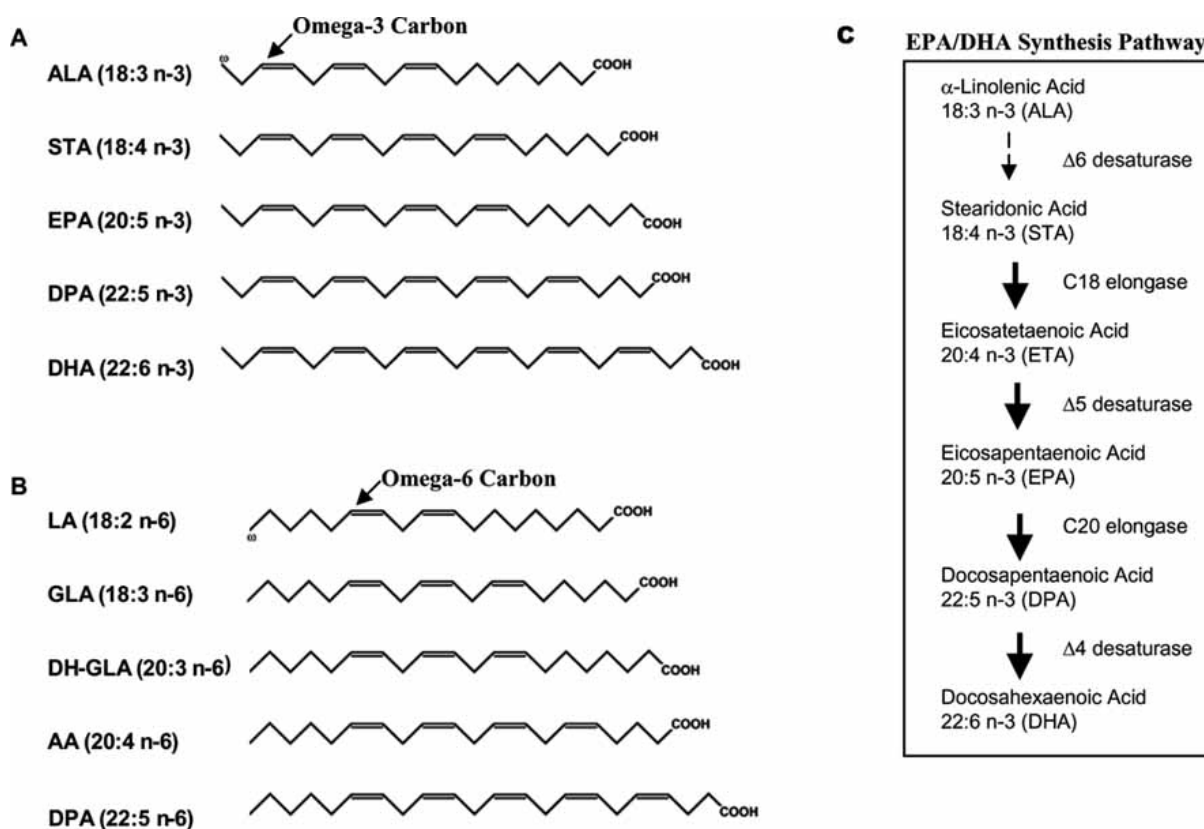 A
Omega-3 Carbon
ω
ALA (18:3 n-3)
COOH
STA (18:4 n-3)
COOH
EPA (20:5 n-3)
COOH
DPA (22:5 n-3)
COOH
DHA (22:6 n-3)
COOH
B
Omega-6 Carbon
LA (18:2 n-6)
ω
COOH
GLA (18:3 n-6)
COOH
DH-GLA (20:3 n-6)
COOH
AA (20:4 n-6)
COOH
DPA (22:5 n-6)
COOH
C
EPA/DHA Synthesis Pathway
α-Linolenic Acid
18:3 n-3 (ALA)
Δ6 desaturase
Stearidonic Acid
18:4 n-3 (STA)
C18 elongase
Eicosatetaenoic Acid
20:4 n-3 (ETA)
Δ5 desaturase
Eicosapentaenoic Acid
20:5 n-3 (EPA)
C20 elongase
Docosapentaenoic Acid
22:5 n-3 (DPA)
Δ4 desaturase
Docosahexaenoic Acid
22:6 n-3 (DHA)